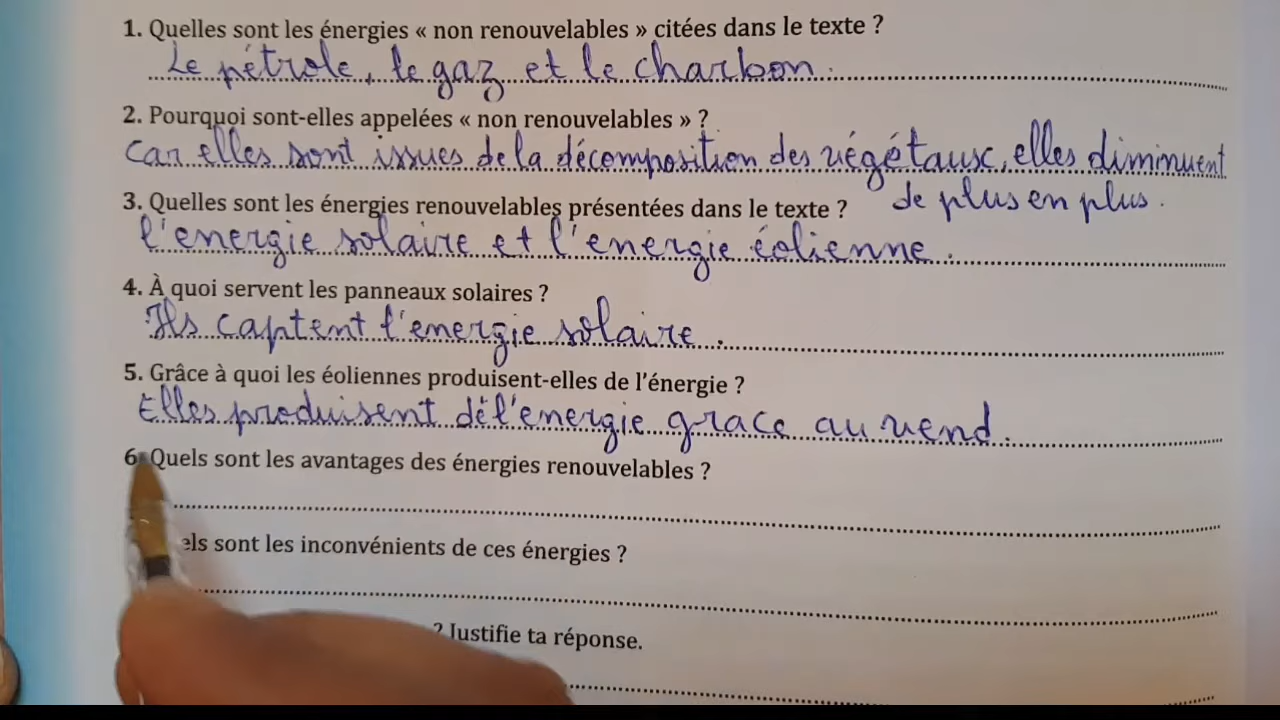 1. Quelles sont les énergies « non renouvelables » citées dans le texte ?
Le pétrole, le gaz et le charbon.
2. Pourquoi sont-elles appelées « non renouvelables » ?
Car elles sont issues de la décomposition des végétaux, elles diminuent
de plus en plus.
3. Quelles sont les énergies renouvelables présentées dans le texte ?
l'energie solaire et l'energie éolienne.
4. À quoi servent les panneaux solaires ?
Ils captent l'energie solaire.
5. Grâce à quoi les éoliennes produisent-elles de l'énergie ?
Elles produisent de l'energie grace au vend.
6. Quels sont les avantages des énergies renouvelables ?
els sont les inconvénients de ces énergies ?
? Justifie ta réponse.